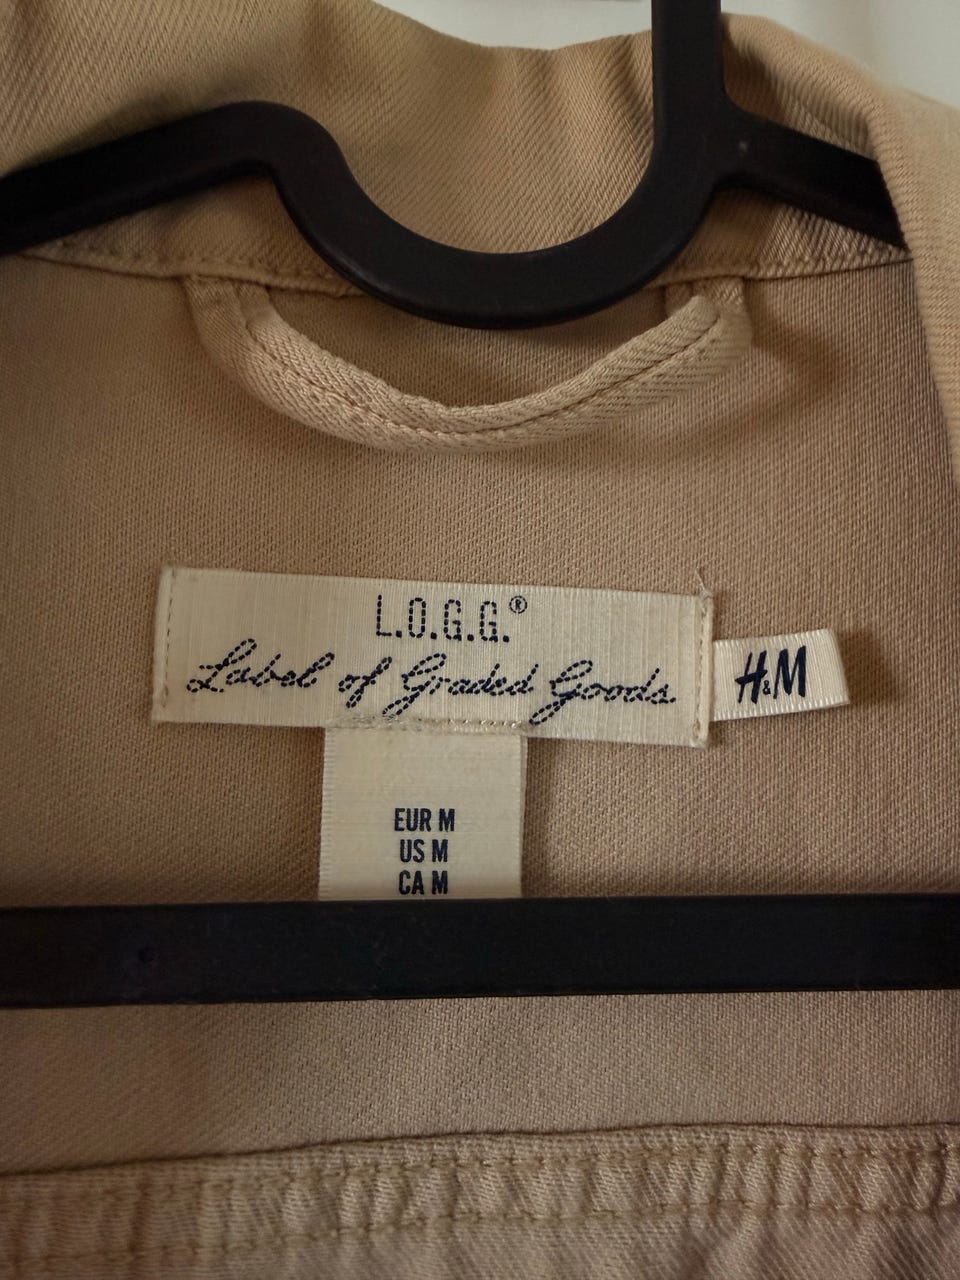 L.O.G.G.®
Label of Graded Goods
H&M
EUR M
US M
CA M